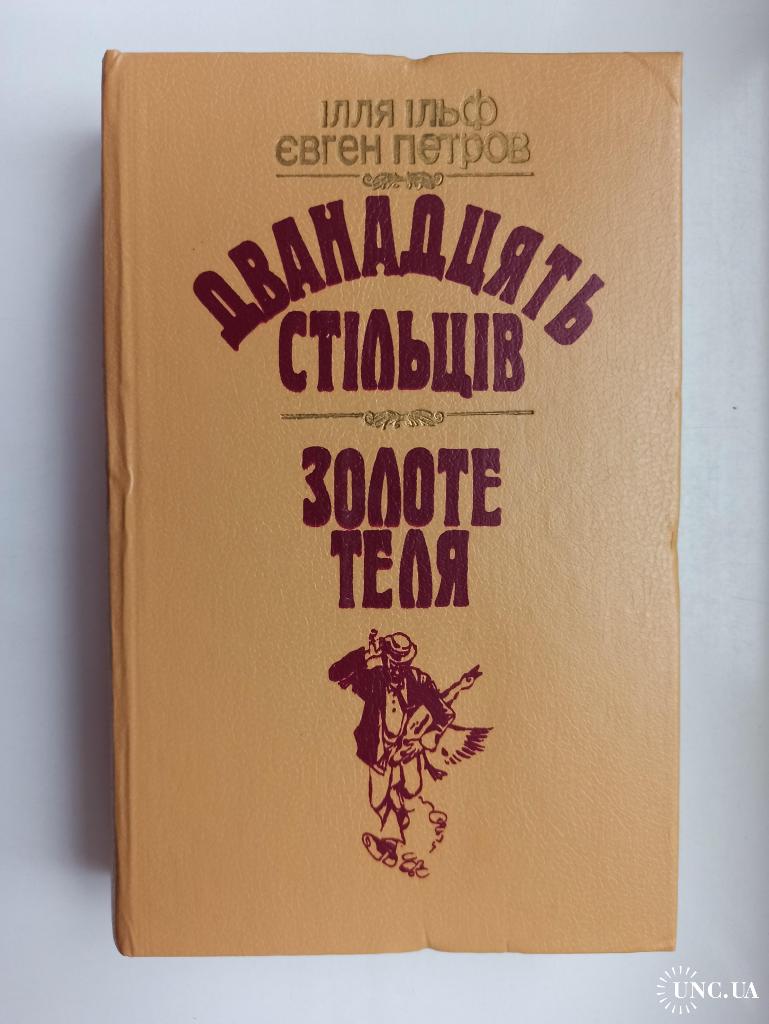 ІЛЛЯ ІЛЬФ
ЄВГЕН ПЕТРОВ
ДВАНАДЦЯТЬ
СТІЛЬЦІВ
ЗОЛОТЕ
ТЕЛЯ
UNC.UA